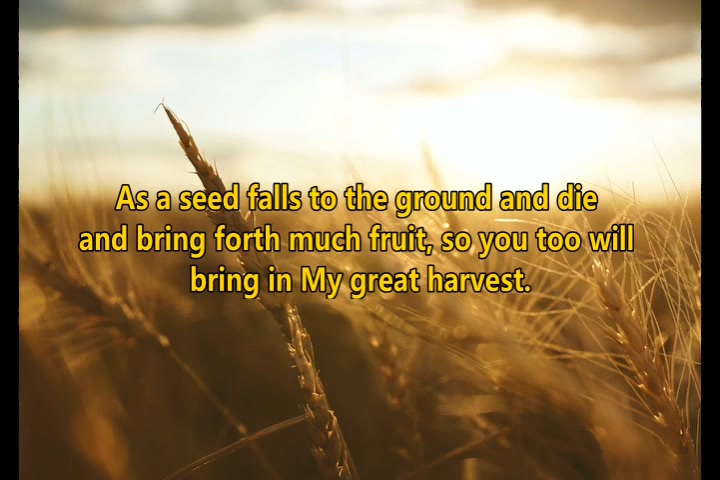 As a seed falls to the ground and die
and bring forth much fruit, so you too will
bring in My great harvest.